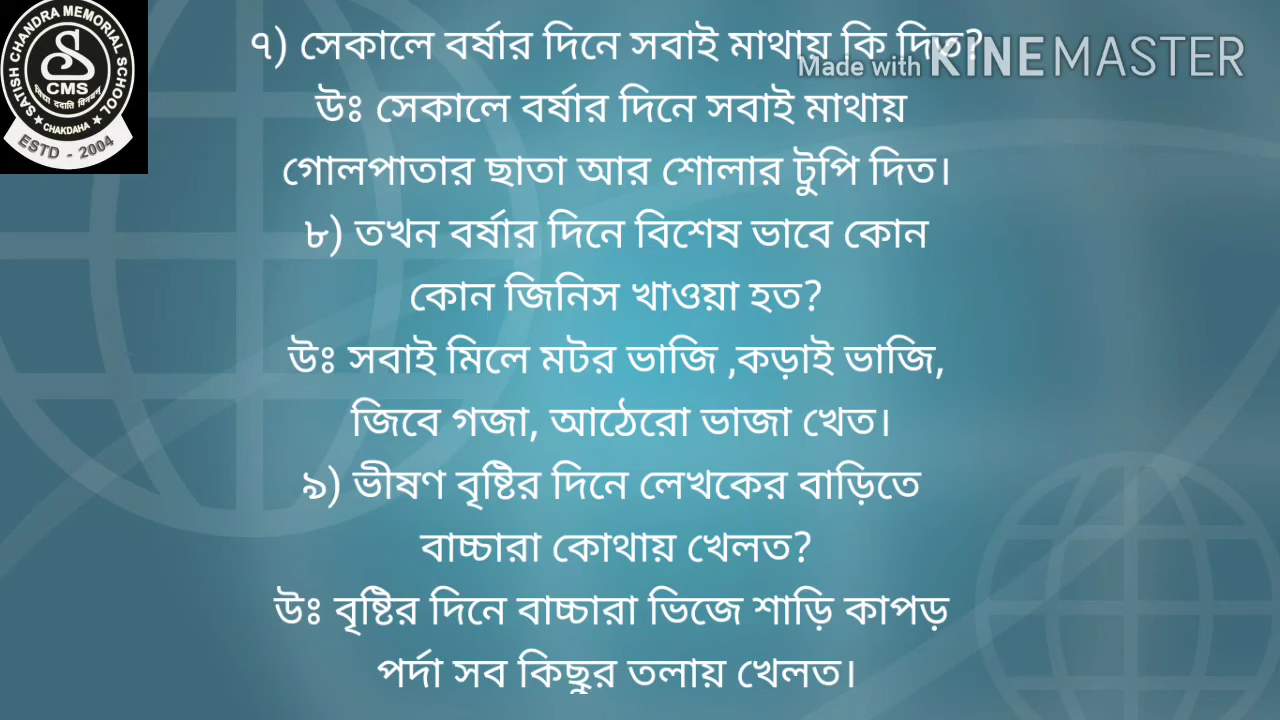 SATISH CHANDRA MEMORIAL SCHOOL
CMS
CHAKDAHA
ESTD - 2004
Made with KINEMASTER
৭) সেকালে বর্ষার দিনে সবাই মাথায় কি দিত?
উঃ সেকালে বর্ষার দিনে সবাই মাথায়
গোলপাতার ছাতা আর শোলার টুপি দিত।
৮) তখন বর্ষার দিনে বিশেষ ভাবে কোন
কোন জিনিস খাওয়া হত?
উঃ সবাই মিলে মটর ভাজি ,কড়াই ভাজি,
জিবে গজা, আঠেরো ভাজা খেত।
৯) ভীষণ বৃষ্টির দিনে লেখকের বাড়িতে
বাচ্চারা কোথায় খেলত?
উঃ বৃষ্টির দিনে বাচ্চারা ভিজে শাড়ি কাপড়
পর্দা সব কিছুর তলায় খেলত।